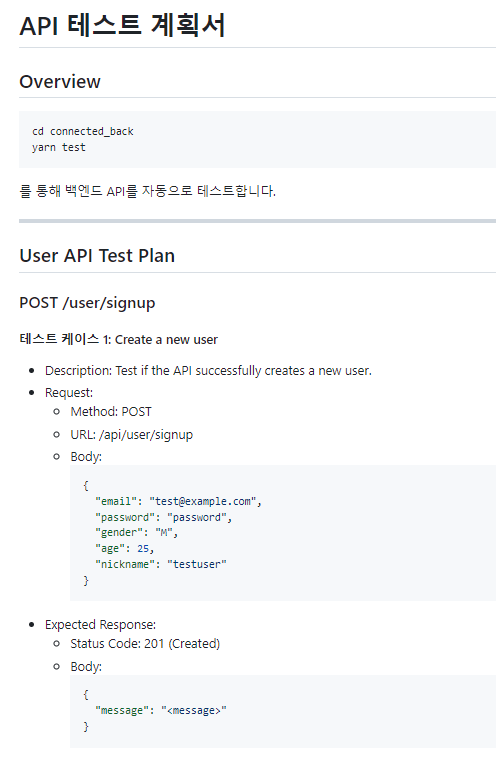 API 테스트 계획서
Overview
cd connected_back
yarn test
를 통해 백엔드 API를 자동으로 테스트합니다.
User API Test Plan
POST /user/signup
테스트 케이스 1: Create a new user
Description: Test if the API successfully creates a new user.
Request:
Method: POST
URL: /api/user/signup
Body:
{
"email": "test@example.com",
"password": "password",
"gender": "M",
"age": 25,
"nickname": "testuser"
}
Expected Response:
Status Code: 201 (Created)
Body:
{
"message": "<message>"
}